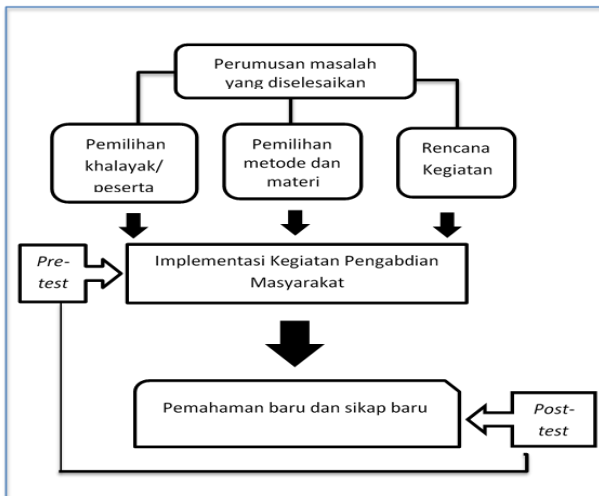 Perumusan masalah
yang diselesaikan
Pemilihan
khalayak/
peserta
Pemilihan
metode dan
materi
Rencana
Kegiatan
Pre-
test
Implementasi Kegiatan Pengabdian
Masyarakat
Pemahaman baru dan sikap baru
Post-
test